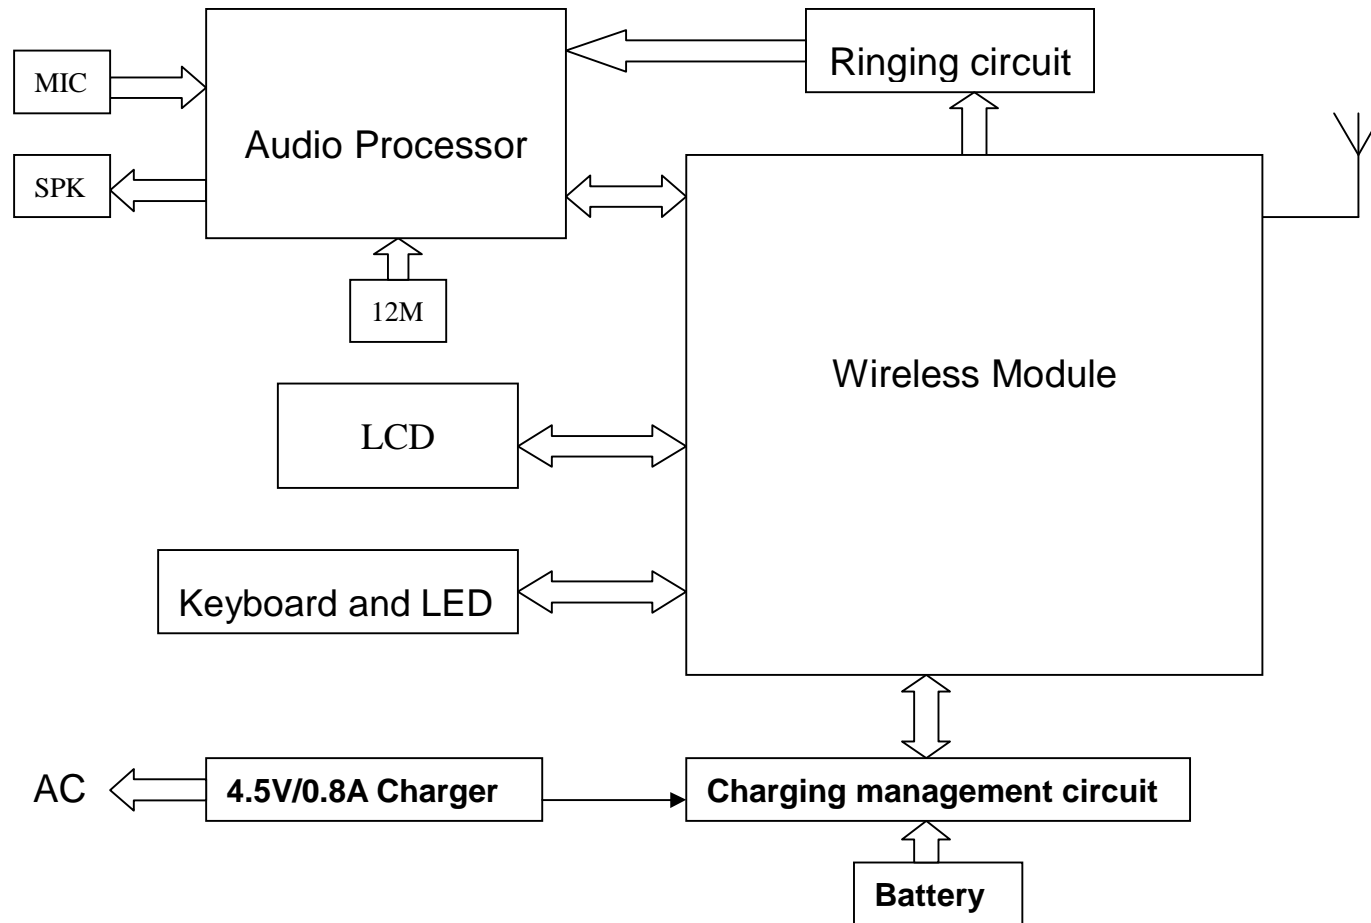 Ringing circuit
MIC
Audio Processor
SPK
12M
Wireless Module
LCD
Keyboard and LED
AC
4.5V/0.8A Charger
Charging management circuit
Battery